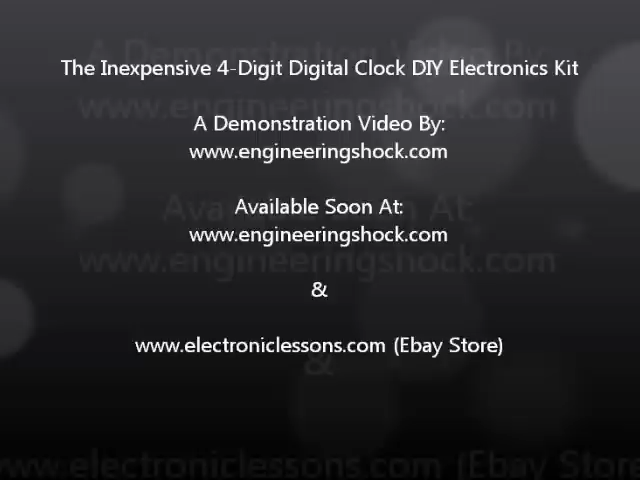 The Inexpensive 4-Digit Digital Clock DIY Electronics Kit
A Demonstration Video By:
www.engineeringshock.com
Available Soon At:
www.engineeringshock.com
&
www.electroniclessons.com (Ebay Store)